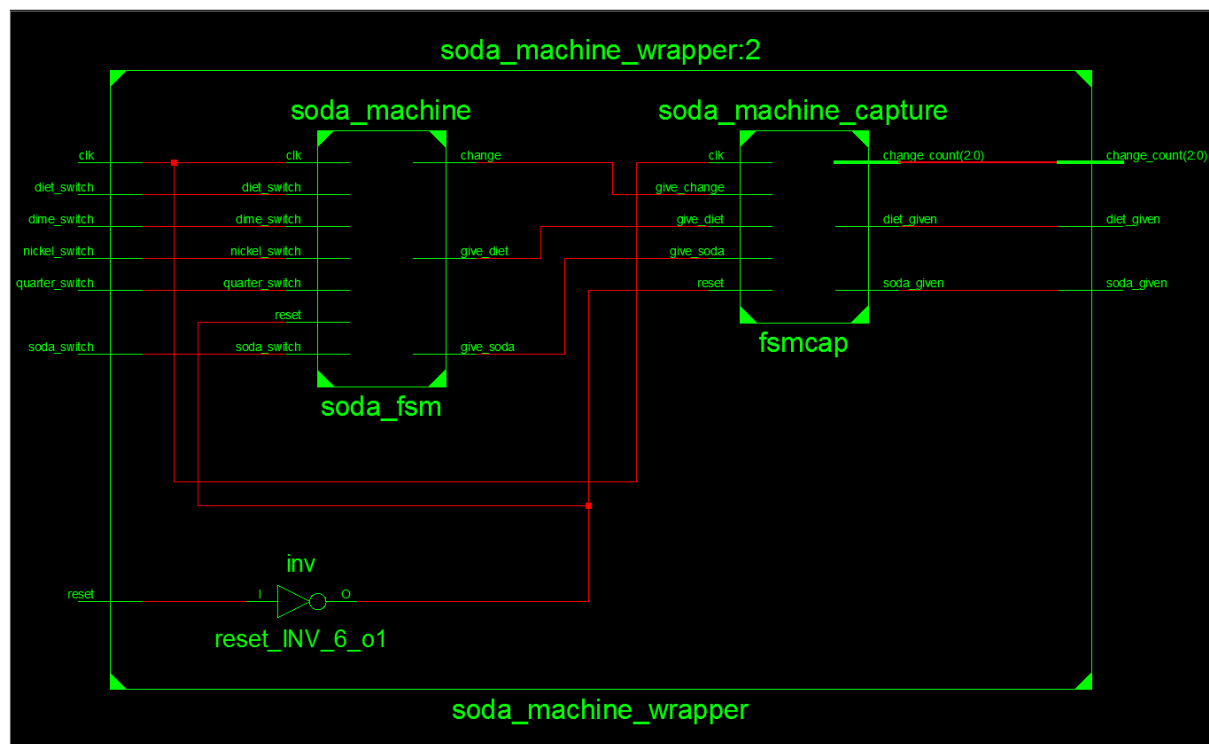 soda_machine_wrapper:2
soda_machine
soda_machine_capture
clk
clk
change
clk
change_count(2:0)
change_count(2:0)
diet_switch
diet_switch
give_change
dime_switch
dime_switch
give_diet
diet_given
diet_given
nickel_switch
nickel_switch
give_diet
give_soda
quarter_switch
quarter_switch
reset
soda_given
soda_given
reset
fsmcap
soda_switch
soda_switch
give_soda
soda_fsm
inv
reset
I
O
reset_INV_6_o1
soda_machine_wrapper